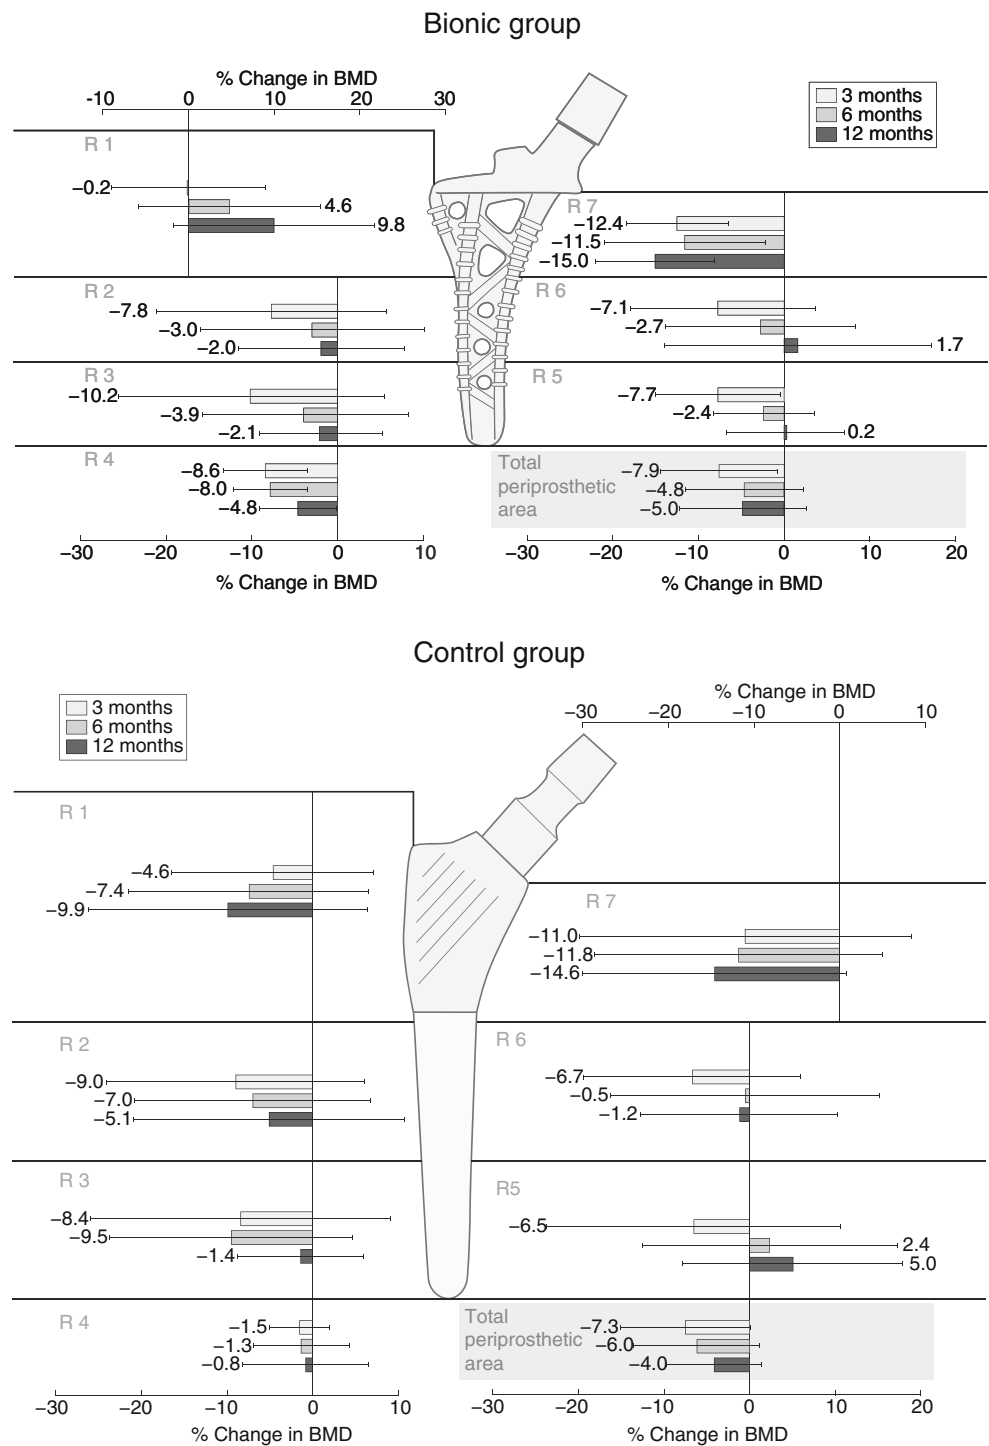 Bionic group
% Change in BMD
-10 0 10 20 30
3 months
6 months
12 months
R 1
−0.2
4.6
9.8
R 7
−12.4
−11.5
−15.0
R 2
−7.8
−3.0
−2.0
R 6
−7.1
−2.7
1.7
R 3
−10.2
−3.9
−2.1
R 5
−7.7
−2.4
0.2
R 4
−8.6
−8.0
−4.8
Total
periprosthetic
area
−7.9
−4.8
−5.0
−30 −20 −10 0 10
% Change in BMD
−30 −20 −10 0 10 20
% Change in BMD
Control group
3 months
6 months
12 months
% Change in BMD
−30 −20 −10 0 10
R 1
−4.6
−7.4
−9.9
R 7
−11.0
−11.8
−14.6
R 2
−9.0
−7.0
−5.1
R 6
−6.7
−0.5
−1.2
R 3
−8.4
−9.5
−1.4
R5
−6.5
2.4
5.0
R 4
−1.5
−1.3
−0.8
Total
periprosthetic
area
−7.3
−6.0
−4.0
−30 −20 −10 0 10
% Change in BMD
−30 −20 −10 0 10 20
% Change in BMD